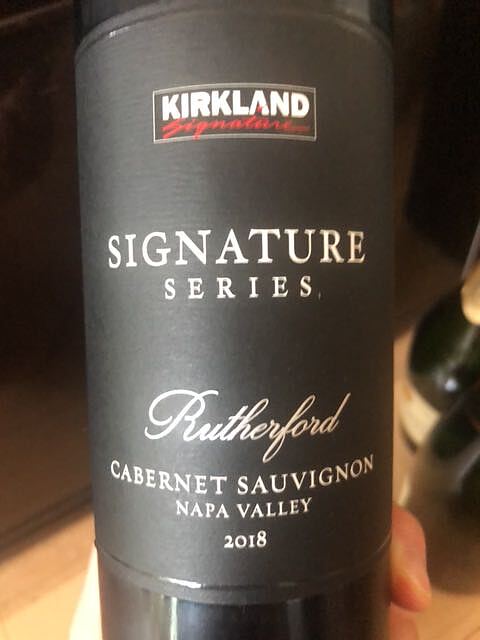 KIRKLAND
Signature
SIGNATURE
SERIES
Rutherford
CABERNET SAUVIGNON
NAPA VALLEY
2018